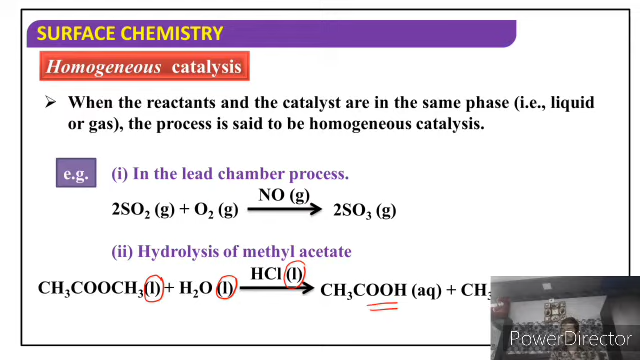 SURFACE CHEMISTRY
Homogeneous catalysis
➢ When the reactants and the catalyst are in the same phase (i.e., liquid
or gas), the process is said to be homogeneous catalysis.
e.g. (i) In the lead chamber process.
NO (g)
2SO₂ (g) + O₂ (g) ⟶ 2SO₃ (g)
(ii) Hydrolysis of methyl acetate
HCl (l)
CH₃COOCH₃(l) + H₂O (l) ⟶ CH₃COOH (aq) + CH₃
PowerDirector